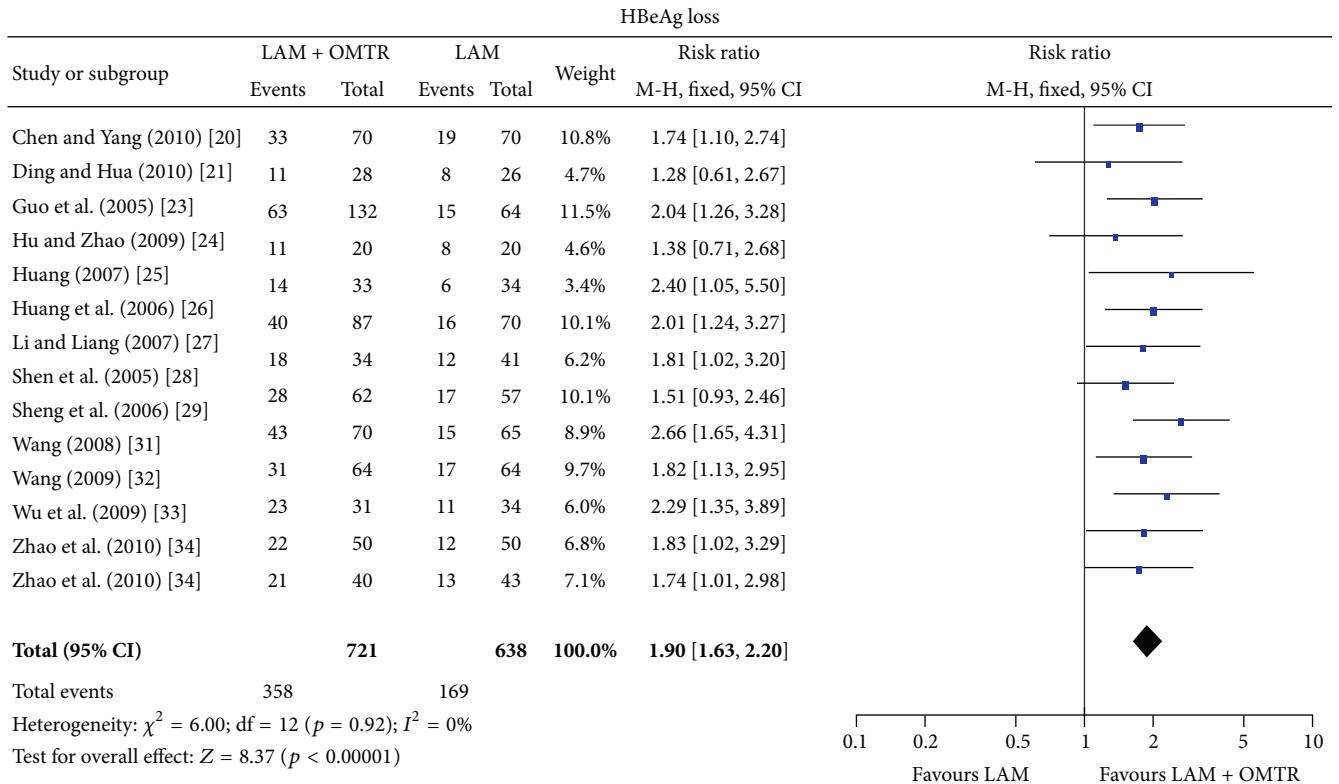 HBeAg loss
Study or subgroup LAM + OMTR LAM Weight Risk ratio Risk ratio
Events Total Events Total M-H, fixed, 95% CI M-H, fixed, 95% CI
Chen and Yang (2010) [20] 33 70 19 70 10.8% 1.74 [1.10, 2.74]
Ding and Hua (2010) [21] 11 28 8 26 4.7% 1.28 [0.61, 2.67]
Guo et al. (2005) [23] 63 132 15 64 11.5% 2.04 [1.26, 3.28]
Hu and Zhao (2009) [24] 11 20 8 20 4.6% 1.38 [0.71, 2.68]
Huang (2007) [25] 14 33 6 34 3.4% 2.40 [1.05, 5.50]
Huang et al. (2006) [26] 40 87 16 70 10.1% 2.01 [1.24, 3.27]
Li and Liang (2007) [27] 18 34 12 41 6.2% 1.81 [1.02, 3.20]
Shen et al. (2005) [28] 28 62 17 57 10.1% 1.51 [0.93, 2.46]
Sheng et al. (2006) [29]
Wang (2008) [31] 43 70 15 65 8.9% 2.66 [1.65, 4.31]
Wang (2009) [32] 31 64 17 64 9.7% 1.82 [1.13, 2.95]
Wu et al. (2009) [33] 23 31 11 34 6.0% 2.29 [1.35, 3.89]
Zhao et al. (2010) [34] 22 50 12 50 6.8% 1.83 [1.02, 3.29]
Zhao et al. (2010) [34] 21 40 13 43 7.1% 1.74 [1.01, 2.98]
Total (95% CI) 721 638 100.0% 1.90 [1.63, 2.20]
Total events 358 169
Heterogeneity: χ² = 6.00; df = 12 (p = 0.92); I² = 0%
Test for overall effect: Z = 8.37 (p < 0.00001)
0.1 0.2 0.5 1 2 5 10
Favours LAM Favours LAM + OMTR